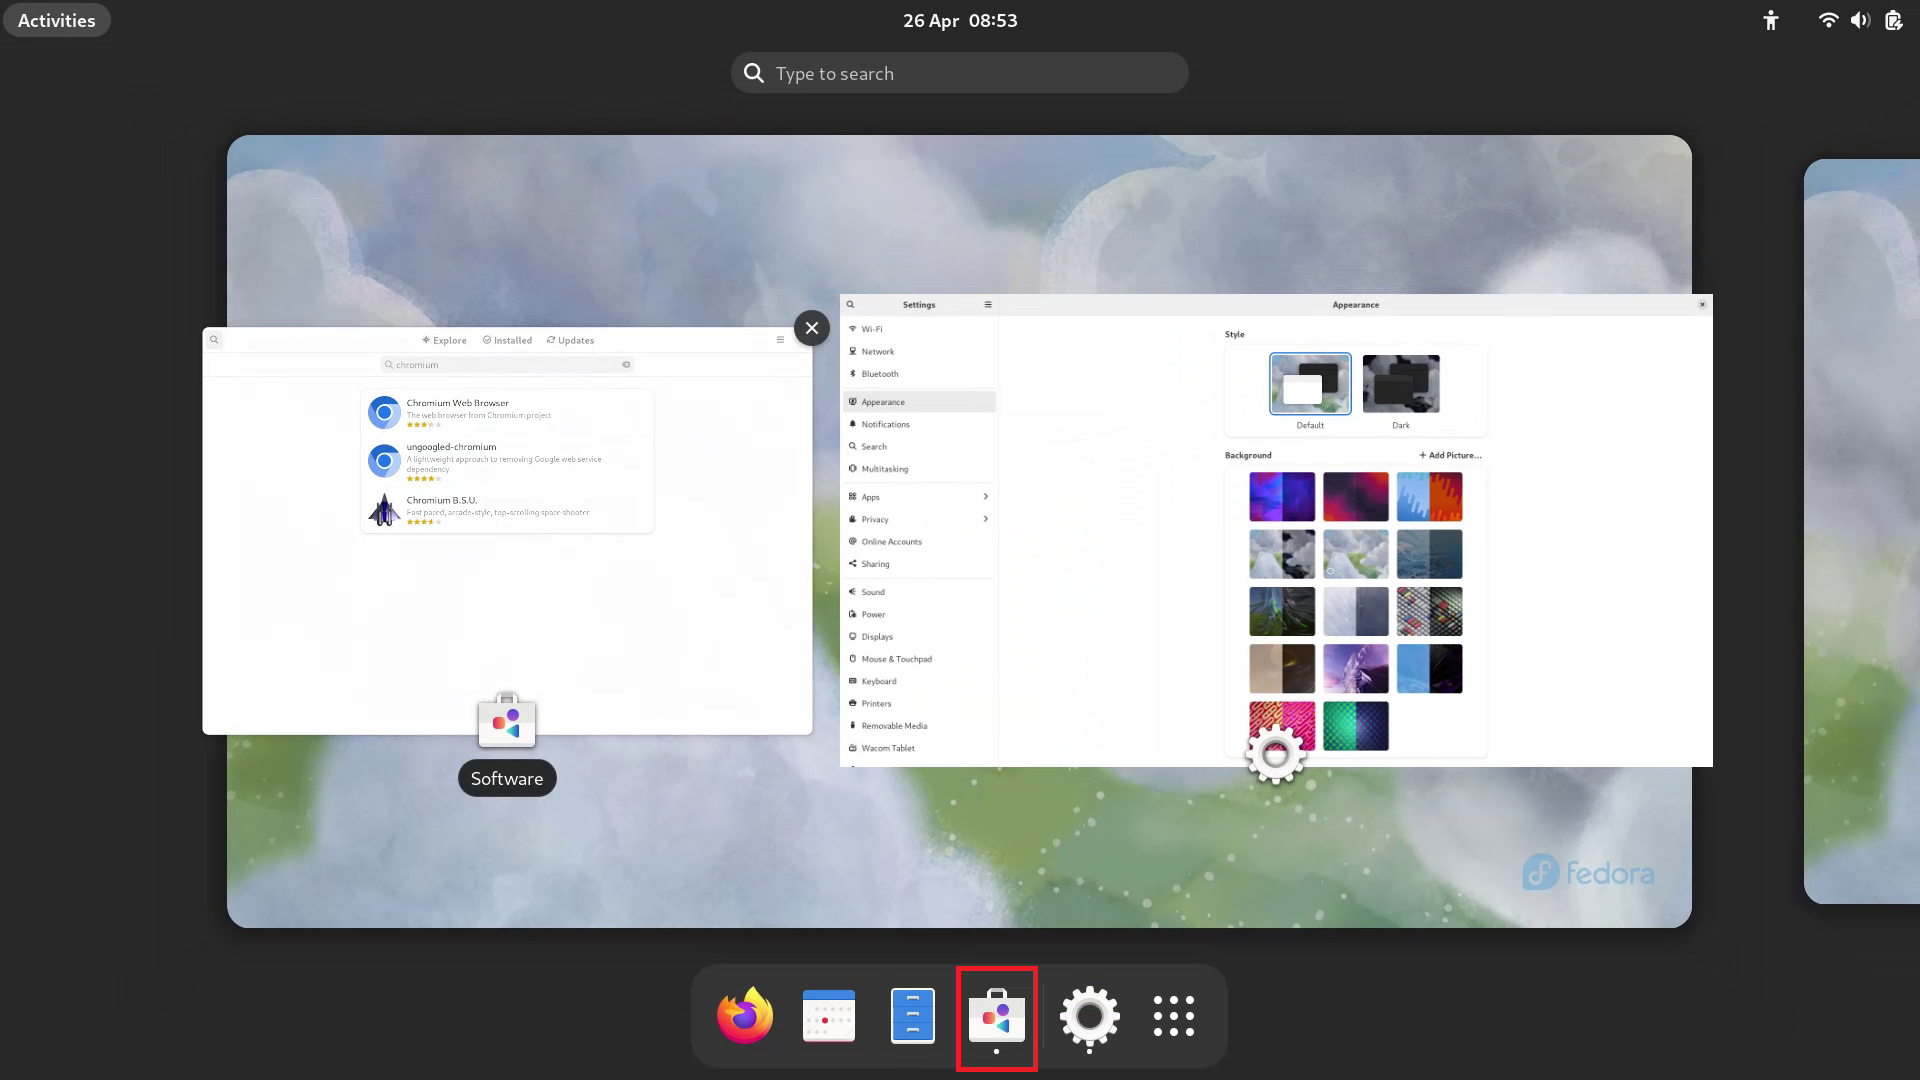 Activities
26 Apr 08:53
Type to search
Explore
Installed
Updates
chromium
Chromium Web Browser
The web browser from Chromium project
ungoogled-chromium
A lightweight approach to removing Google web service
dependency
Chromium B.S.U.
Fast paced, arcade-style, top-scrolling space shooter
Software
Settings
Wi-Fi
Network
Bluetooth
Appearance
Notifications
Search
Multitasking
Apps
Privacy
Online Accounts
Sharing
Sound
Power
Displays
Mouse & Touchpad
Keyboard
Printers
Removable Media
Wacom Tablet
Appearance
Style
Default
Dark
Background
+ Add Picture...
fedora